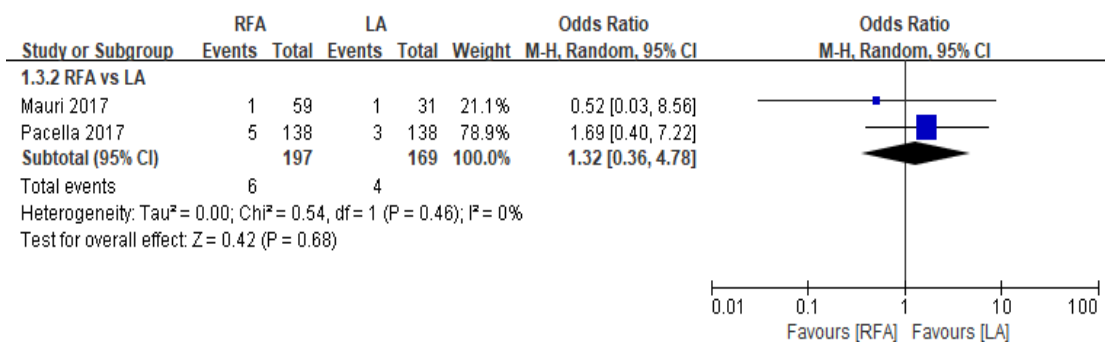 RFA LA Odds Ratio Odds Ratio
Study or Subgroup Events Total Events Total Weight M-H, Random, 95% CI M-H, Random, 95% CI
1.3.2 RFA vs LA
Mauri 2017 1 59 1 31 21.1% 0.52 [0.03, 8.56]
Pacella 2017 5 138 3 138 78.9% 1.69 [0.40, 7.22]
Subtotal (95% CI) 197 169 100.0% 1.32 [0.36, 4.78]
Total events 6 4
Heterogeneity: Tau² = 0.00; Chi² = 0.54, df = 1 (P = 0.46); I² = 0%
Test for overall effect: Z = 0.42 (P = 0.68)
0.01 0.1 1 10 100
Favours [RFA] Favours [LA]